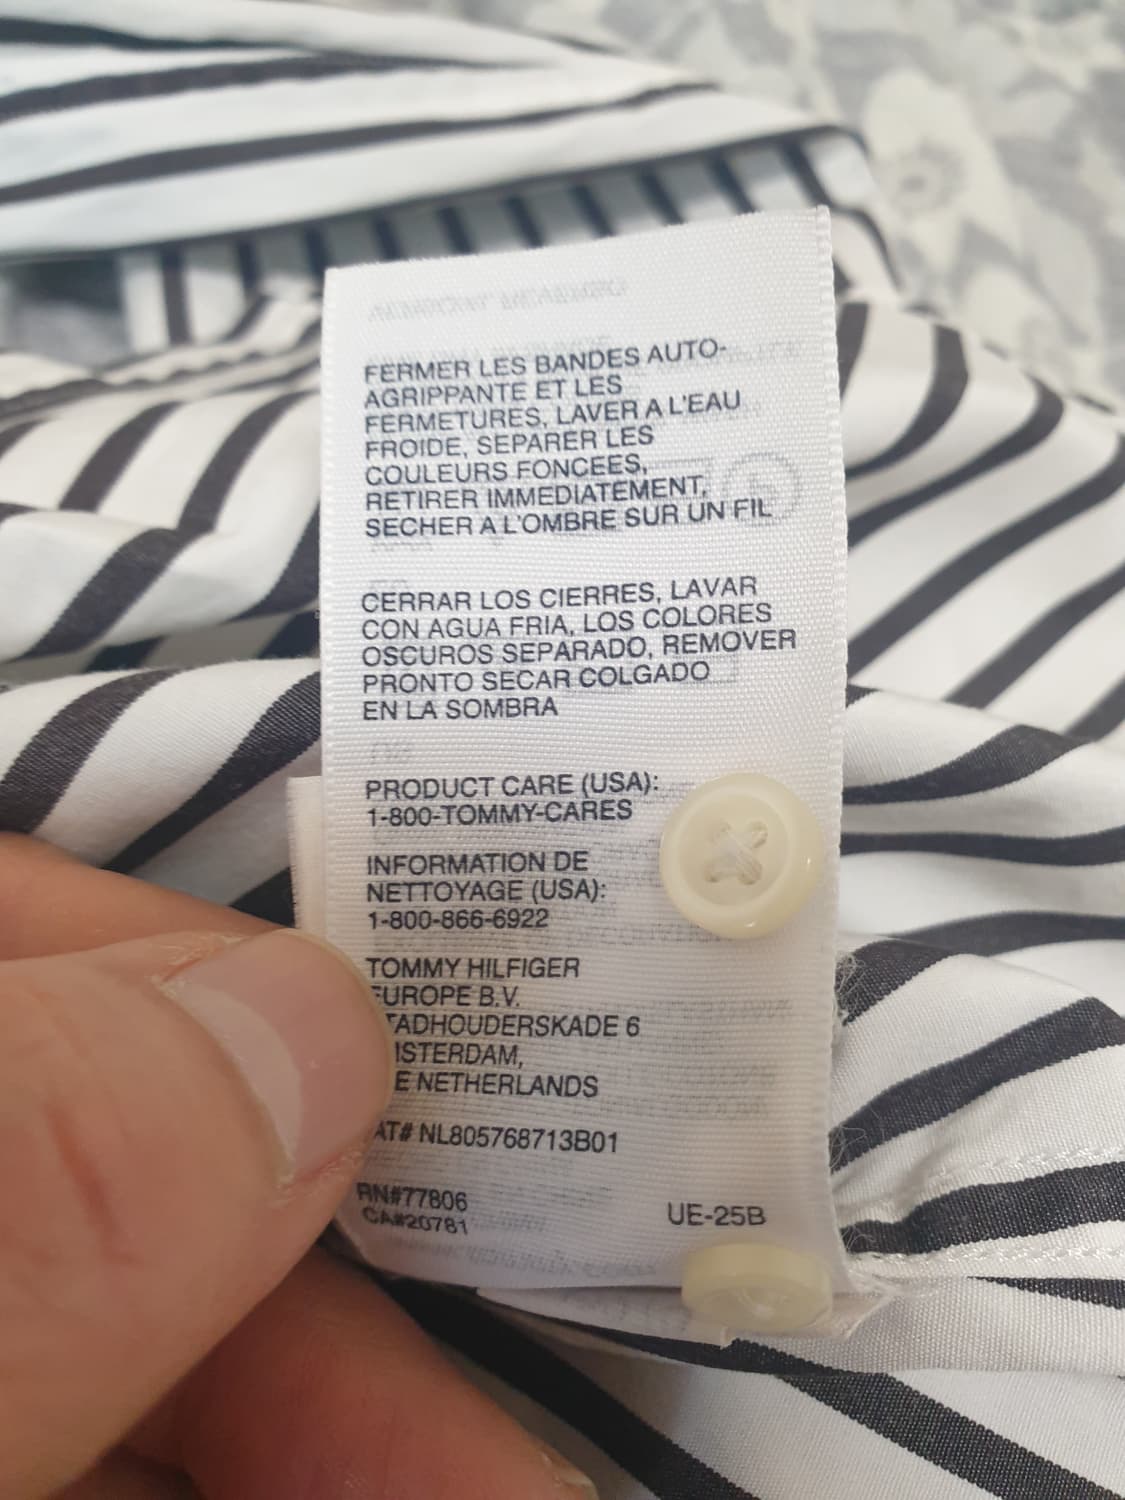 FERMER LES BANDES AUTO-
AGRIPPANTE ET LES
FERMETURES, LAVER A L'EAU
FROIDE, SEPARER LES
COULEURS FONCEES,
RETIRER IMMEDIATEMENT,
SECHER A L'OMBRE SUR UN FIL
CERRAR LOS CIERRES, LAVAR
CON AGUA FRIA, LOS COLORES
OSCUROS SEPARADO, REMOVER
PRONTO SECAR COLGADO
EN LA SOMBRA
PRODUCT CARE (USA):
1-800-TOMMY-CARES
INFORMATION DE
NETTOYAGE (USA):
1-800-866-6922
TOMMY HILFIGER
EUROPE B.V.
TADHOUDERSKADE 6
ISTERDAM,
E NETHERLANDS
AT# NL805768713B01
RN#77806
CA#20781
UE-25B